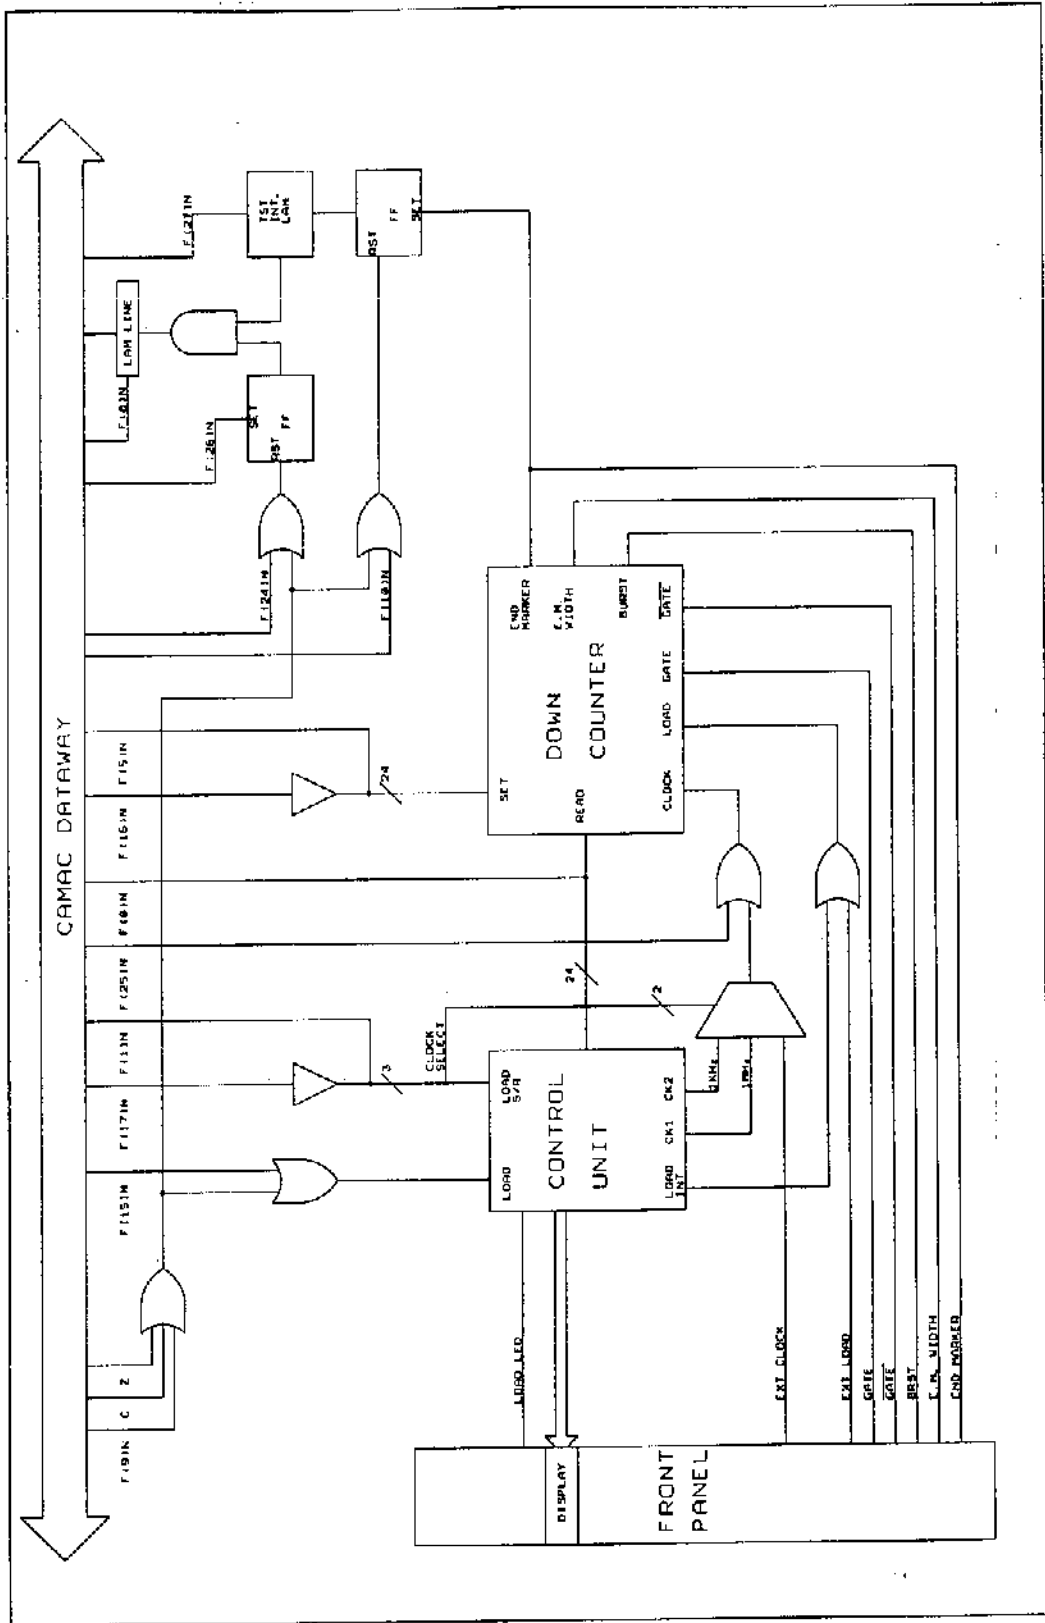 CAMAC DATAWAY
F(9)N
C
Z
F(15)N
F(17)N
F(1)N
F(25)N
F(0)N
F(16)N
F(5)N
F(24)N
F(10)N
F(26)N
F(8)N
LAM LINE
F(27)N
SET
RST
FF
TST
INT.
LAM
RST
FF
SET
LOAD
LOAD
S/R
3
CLOCK
SELECT
CONTROL
UNIT
LOAD
INT
CK1
CK2
1KHz
1MHz
24
2
24
SET
READ
DOWN
COUNTER
END
MARKER
E.M.
WIDTH
BURST
CLOCK
LOAD
GATE
GATE
LOAD LED
DISPLAY
FRONT
PANEL
EXT CLOCK
EXT LOAD
GATE
GATE
BRST
E.M. WIDTH
END MARKER